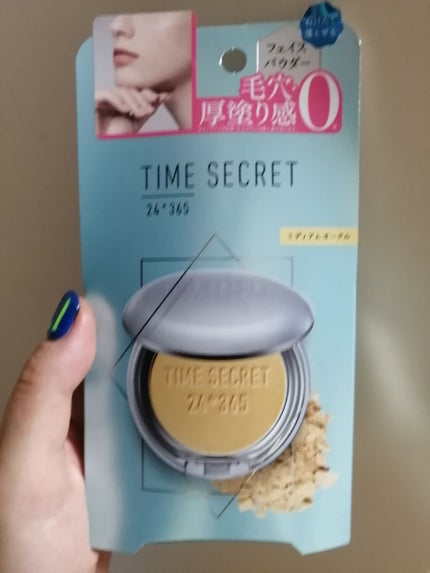 石けんで
落とせる
フェイス
パウダー
毛穴・
厚塗り感0
TIME SECRET
24*365
ミディアムオークル
TIME SECRET
24*365